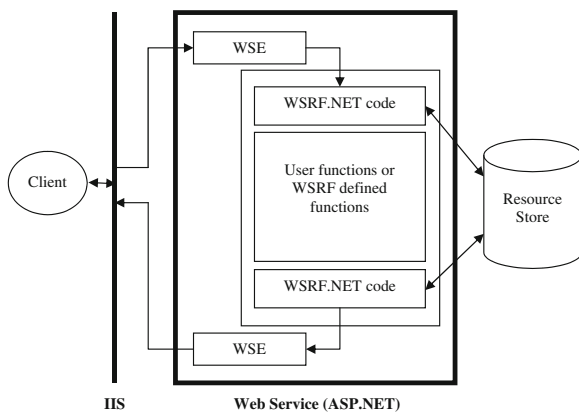 WSE
WSRF.NET code
User functions or
WSRF defined
functions
Client
Resource
Store
WSRF.NET code
WSE
IIS
Web Service (ASP.NET)